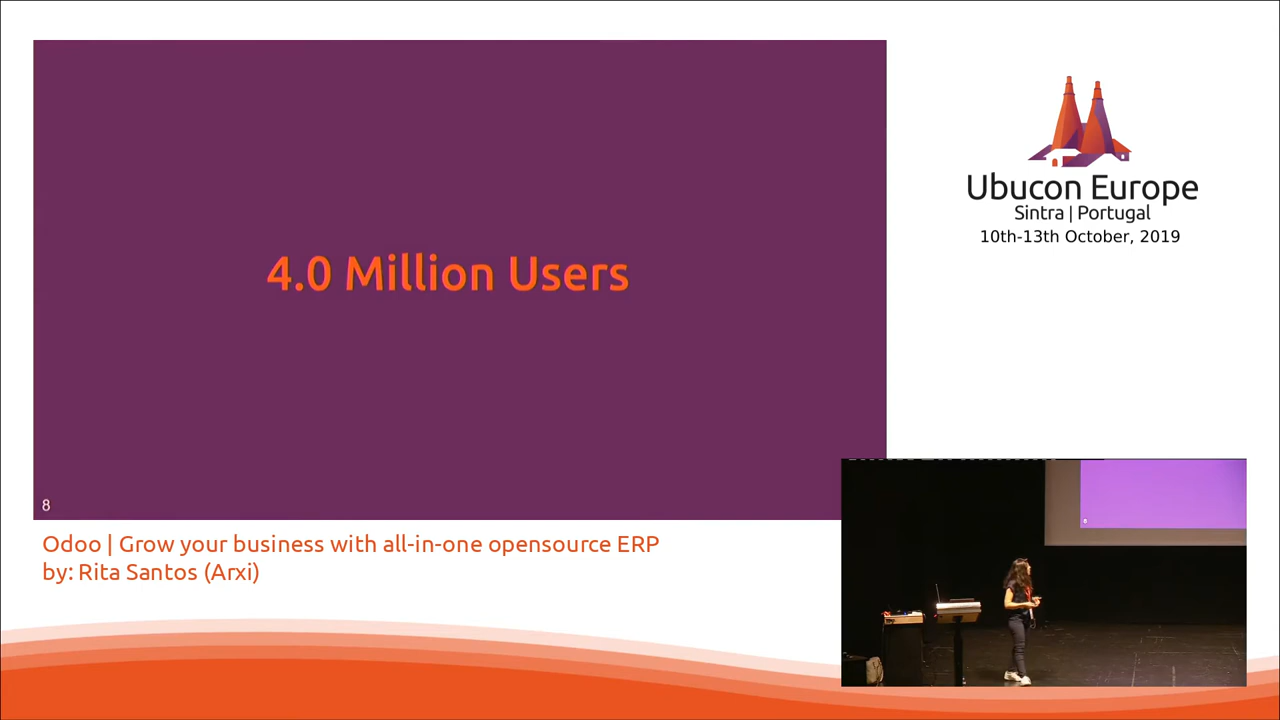 4.0 Million Users
8
Ubucon Europe
Sintra | Portugal
10th-13th October, 2019
Odoo | Grow your business with all-in-one opensource ERP
by: Rita Santos (Arxi)
8